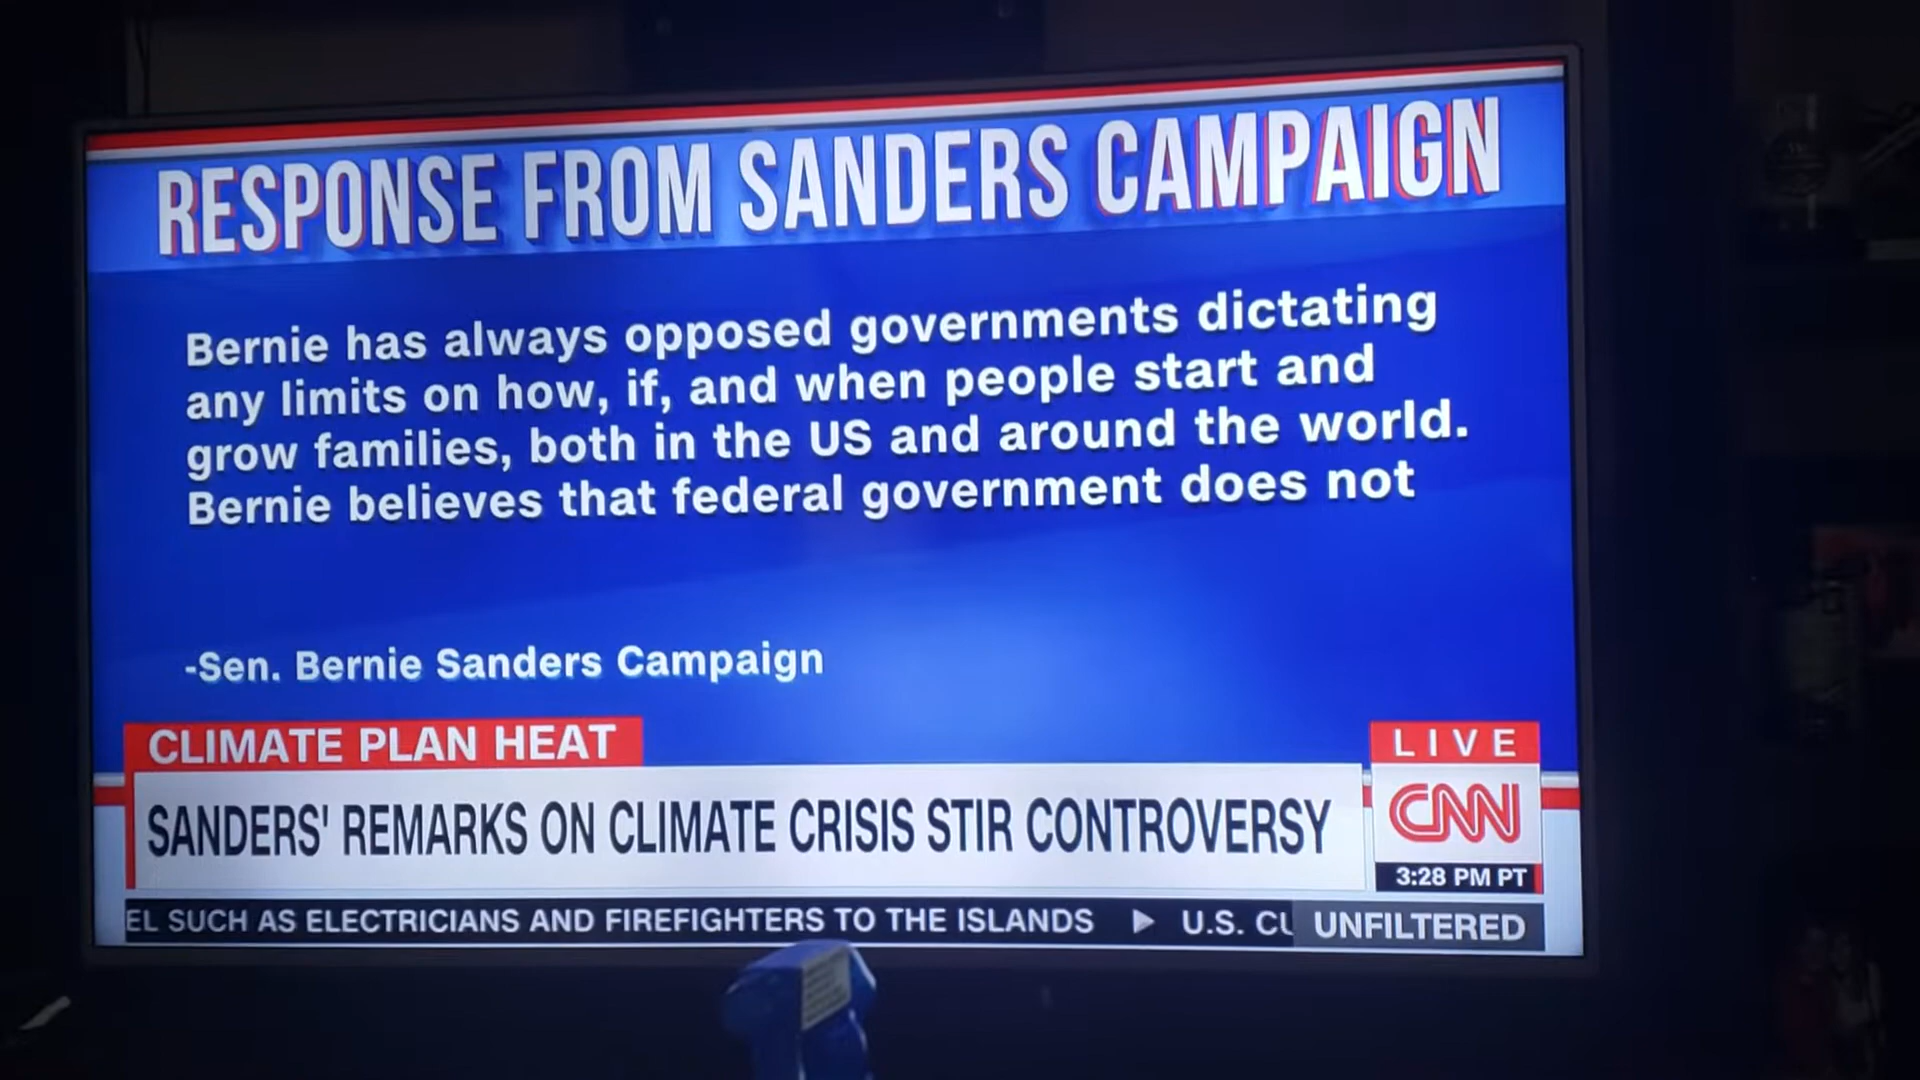 RESPONSE FROM SANDERS CAMPAIGN
Bernie has always opposed governments dictating
any limits on how, if, and when people start and
grow families, both in the US and around the world.
Bernie believes that federal government does not
-Sen. Bernie Sanders Campaign
CLIMATE PLAN HEAT
SANDERS' REMARKS ON CLIMATE CRISIS STIR CONTROVERSY
LIVE
CNN
3:28 PM PT
EL SUCH AS ELECTRICIANS AND FIREFIGHTERS TO THE ISLANDS ▶ U.S.
UNFILTERED